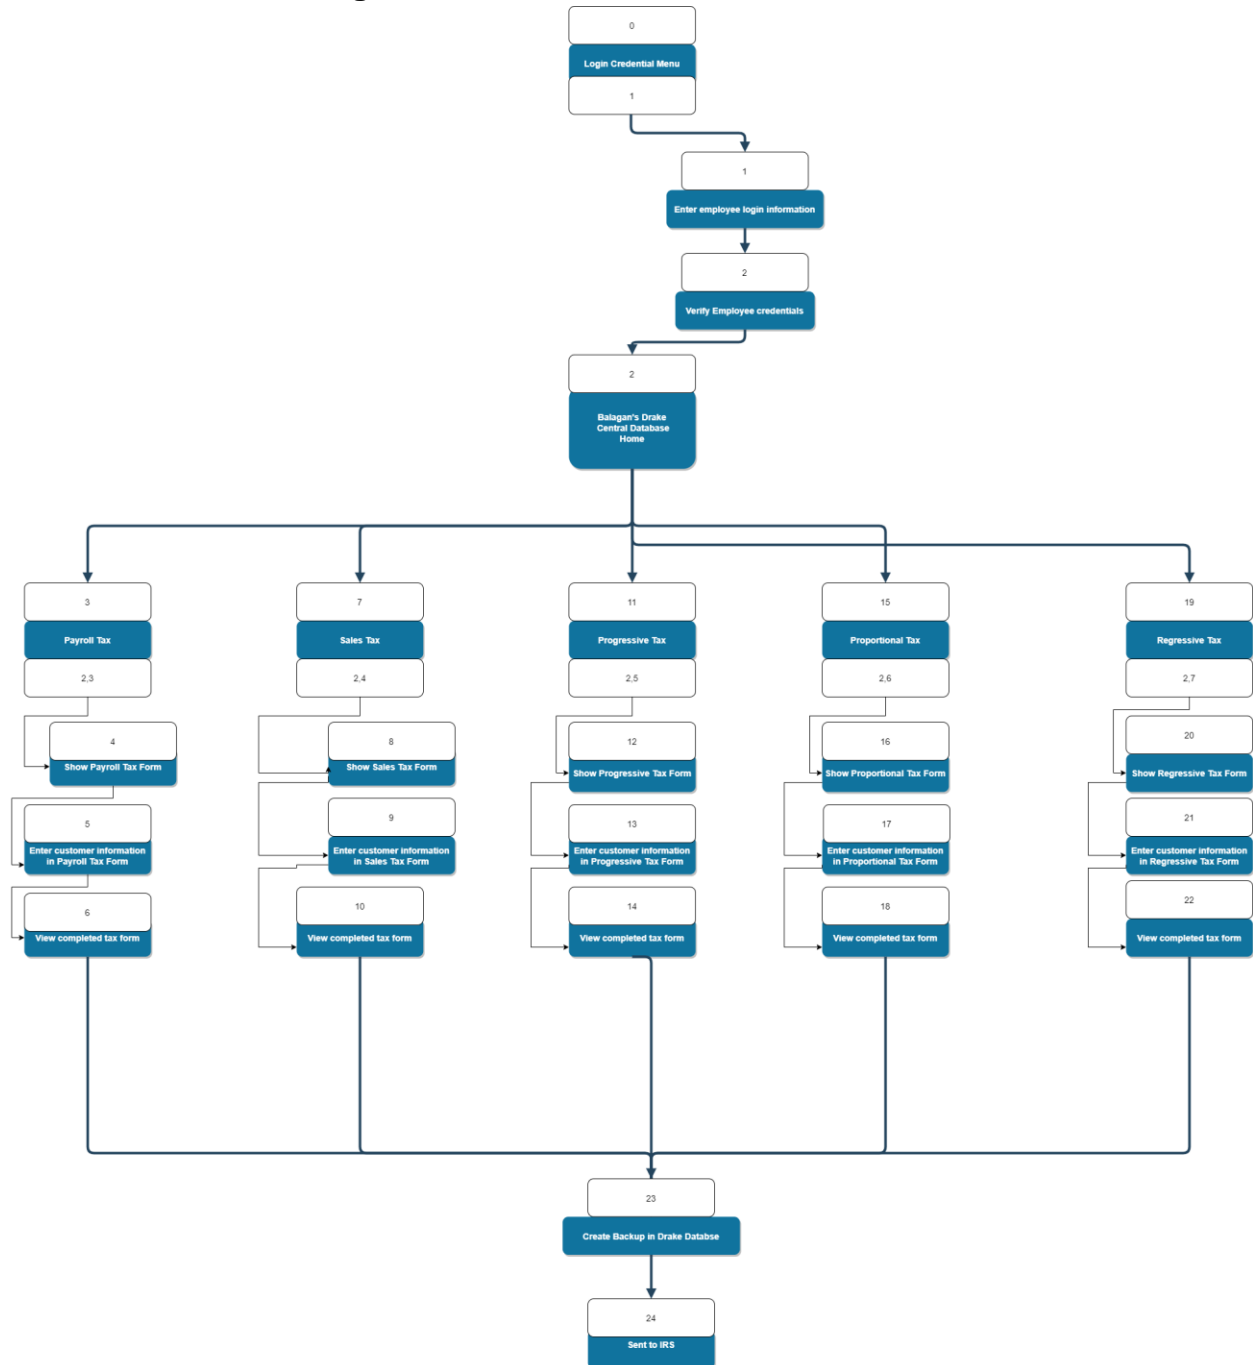 0
Login Credential Menu
1
1
Enter employee login information
2
Verify Employee credentials
2
Balagan's Drake
Central Database
Home
3
Payroll Tax
2,3
7
Sales Tax
2,4
11
Progressive Tax
2,5
15
Proportional Tax
2,6
19
Regressive Tax
2,7
4
Show Payroll Tax Form
8
Show Sales Tax Form
12
Show Progressive Tax Form
16
Show Proportional Tax Form
20
Show Regressive Tax Form
5
Enter customer information
in Payroll Tax Form
9
Enter customer information
in Sales Tax Form
13
Enter customer information
in Progressive Tax Form
17
Enter customer information
in Proportional Tax Form
21
Enter customer information
in Regressive Tax Form
6
View completed tax form
10
View completed tax form
14
View completed tax form
18
View completed tax form
22
View completed tax form
23
Create Backup in Drake Databse
24
Sent to IRS